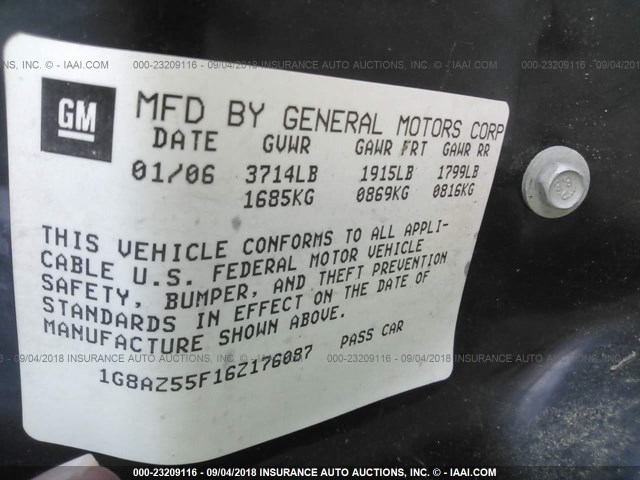 000-23209116 - 09/04/2018 INSURANCE AUTO AUCTIONS, INC. © - IAAI.COM
GM
MFD BY GENERAL MOTORS CORP
DATE GVWR GAWR FRT GAWR RR
01/06 3714LB 1915LB 1799LB
1685KG 0869KG 0816KG
THIS VEHICLE CONFORMS TO ALL APPLI-
CABLE U.S. FEDERAL MOTOR VEHICLE
SAFETY, BUMPER, AND THEFT PREVENTION
STANDARDS IN EFFECT ON THE DATE OF
MANUFACTURE SHOWN ABOVE.
1G8AZ55F16Z176087 PASS CAR
000-23209116 - 09/04/2018 INSURANCE AUTO AUCTIONS, INC. © - IAAI.COM
000-23209116 - 09/04/2018 INSURANCE AUTO AUCTIONS, INC. © - IAAI.COM